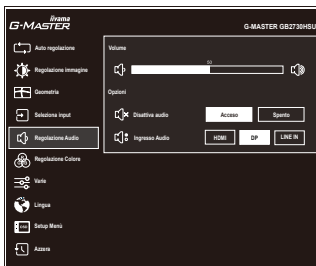 iiyama
G-MASTER
G-MASTER GB2730HSU
Auto regolazione
Regolazione immagine
Geometria
Seleziona input
Regolazione Audio
Regolazione Colore
Varie
Lingua
OSD
Setup Menù
Azzera
Volume
50
Opzioni
Disattiva audio
Acceso
Spento
Ingresso Audio
HDMI
DP
LINE IN